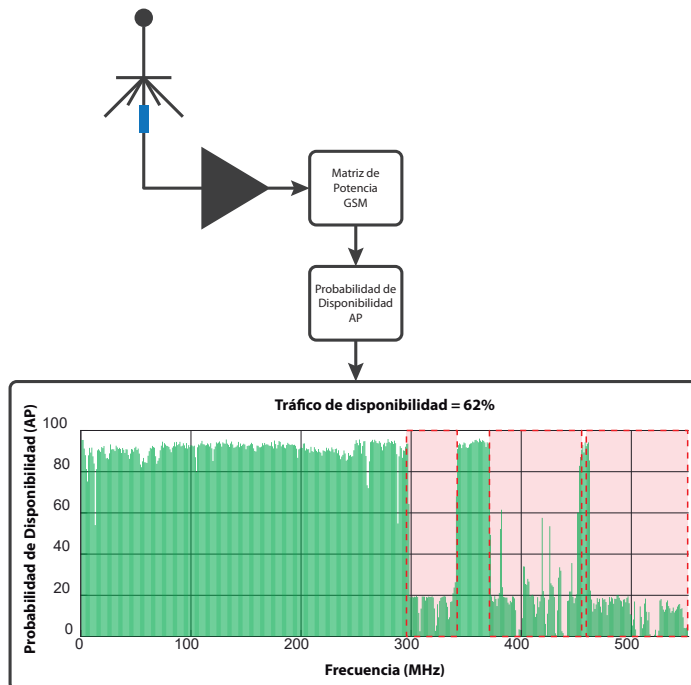 Matriz de
Potencia
GSM
Probabilidad de
Disponibilidad
AP
Tráfico de disponibilidad = 62%
Probabilidad de Disponibilidad (AP)
100
80
60
40
20
0
0
100
200
300
400
500
Frecuencia (MHz)